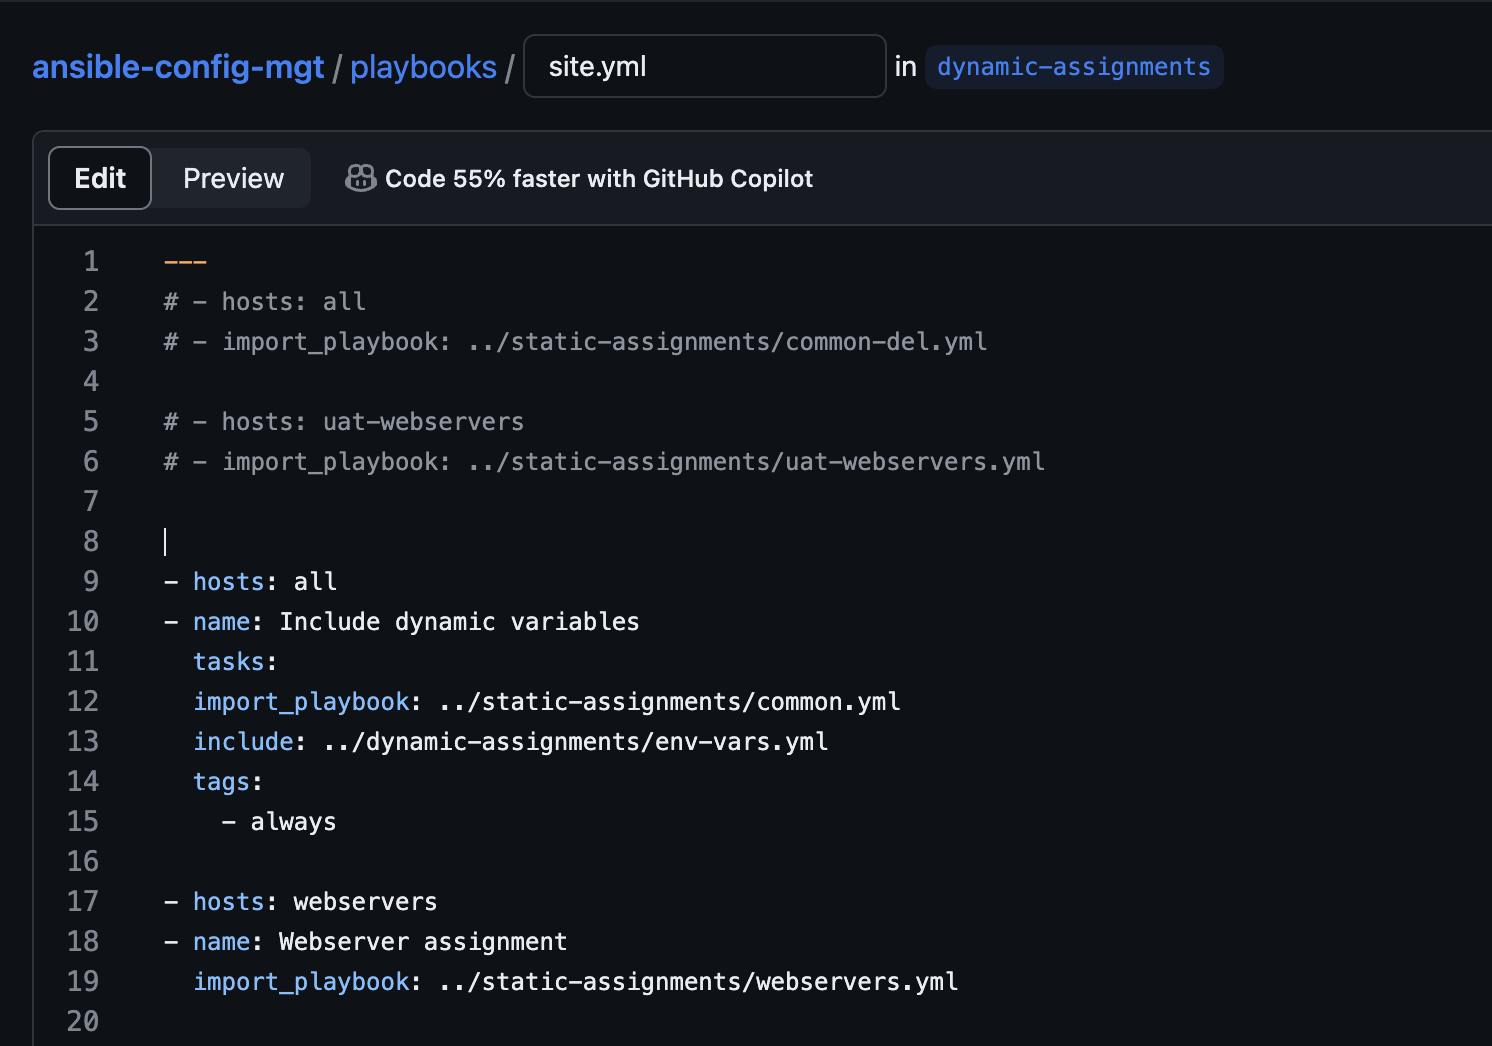 ansible-config-mgt / playbooks / site.yml in dynamic-assignments
Edit Preview Code 55% faster with GitHub Copilot
1 ---
2 # - hosts: all
3 # - import_playbook: ../static-assignments/common-del.yml
4
5 # - hosts: uat-webservers
6 # - import_playbook: ../static-assignments/uat-webservers.yml
7
8
9 - hosts: all
10 - name: Include dynamic variables
11   tasks:
12   import_playbook: ../static-assignments/common.yml
13   include: ../dynamic-assignments/env-vars.yml
14   tags:
15     - always
16
17 - hosts: webservers
18 - name: Webserver assignment
19   import_playbook: ../static-assignments/webservers.yml
20